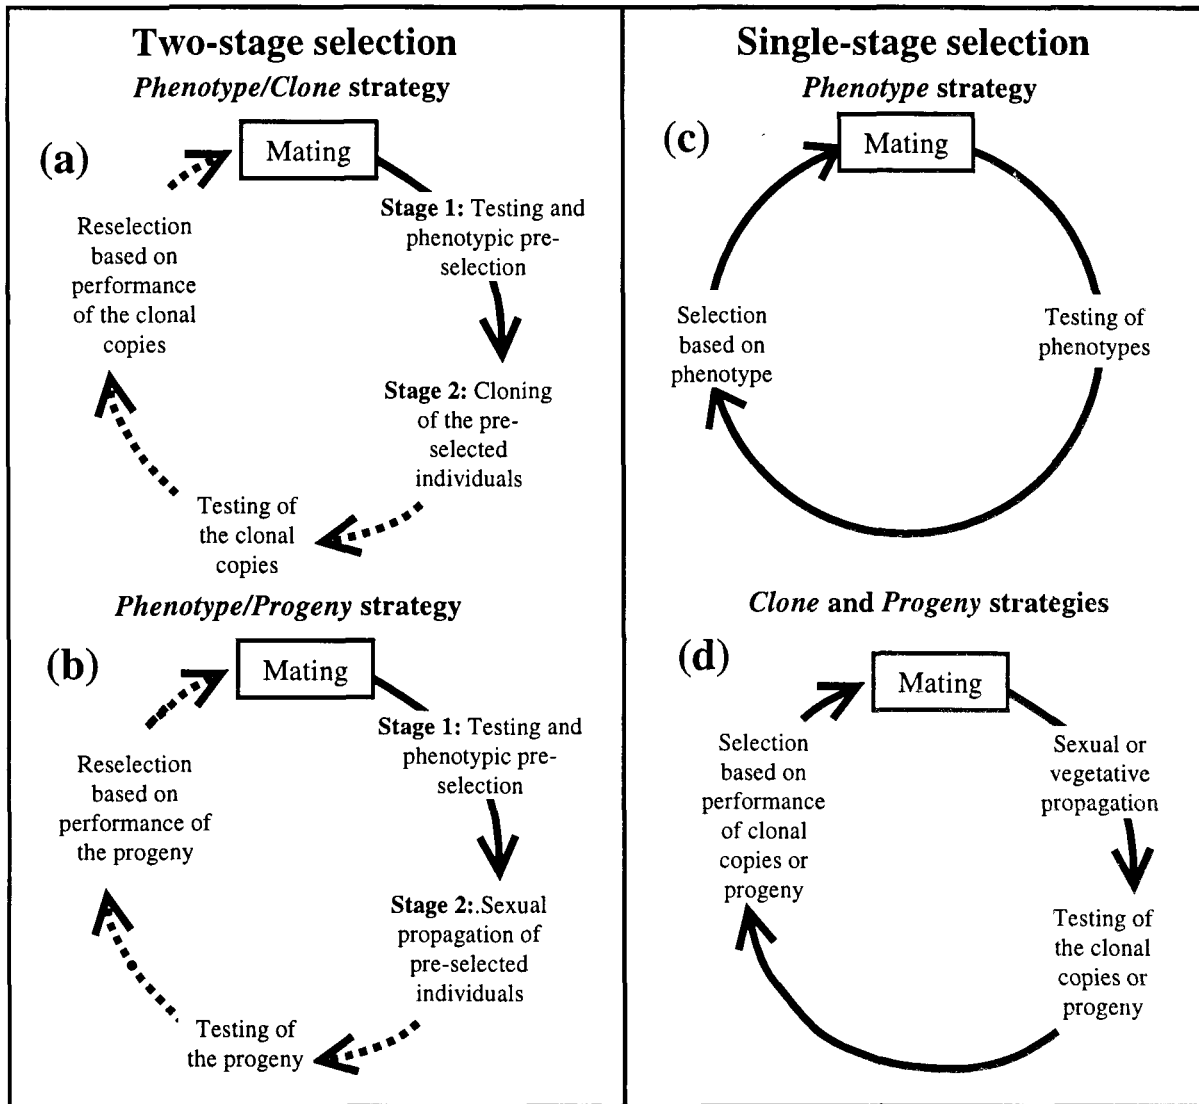 Two-stage selection
Phenotype/Clone strategy
(a)
Mating
Stage 1: Testing and
phenotypic pre-
selection
Stage 2: Cloning
of the pre-
selected
individuals
Testing of
the clonal
copies
Reselection
based on
performance
of the clonal
copies
Phenotype/Progeny strategy
(b)
Mating
Stage 1: Testing and
phenotypic pre-
selection
Stage 2:.Sexual
propagation of
pre-selected
individuals
Testing of
the progeny
Reselection
based on
performance of
the progeny
Single-stage selection
Phenotype strategy
(c)
Mating
Testing of
phenotypes
Selection
based on
phenotype
Clone and Progeny strategies
(d)
Mating
Sexual or
vegetative
propagation
Testing of
the clonal
copies or
progeny
Selection
based on
performance
of clonal
copies or
progeny